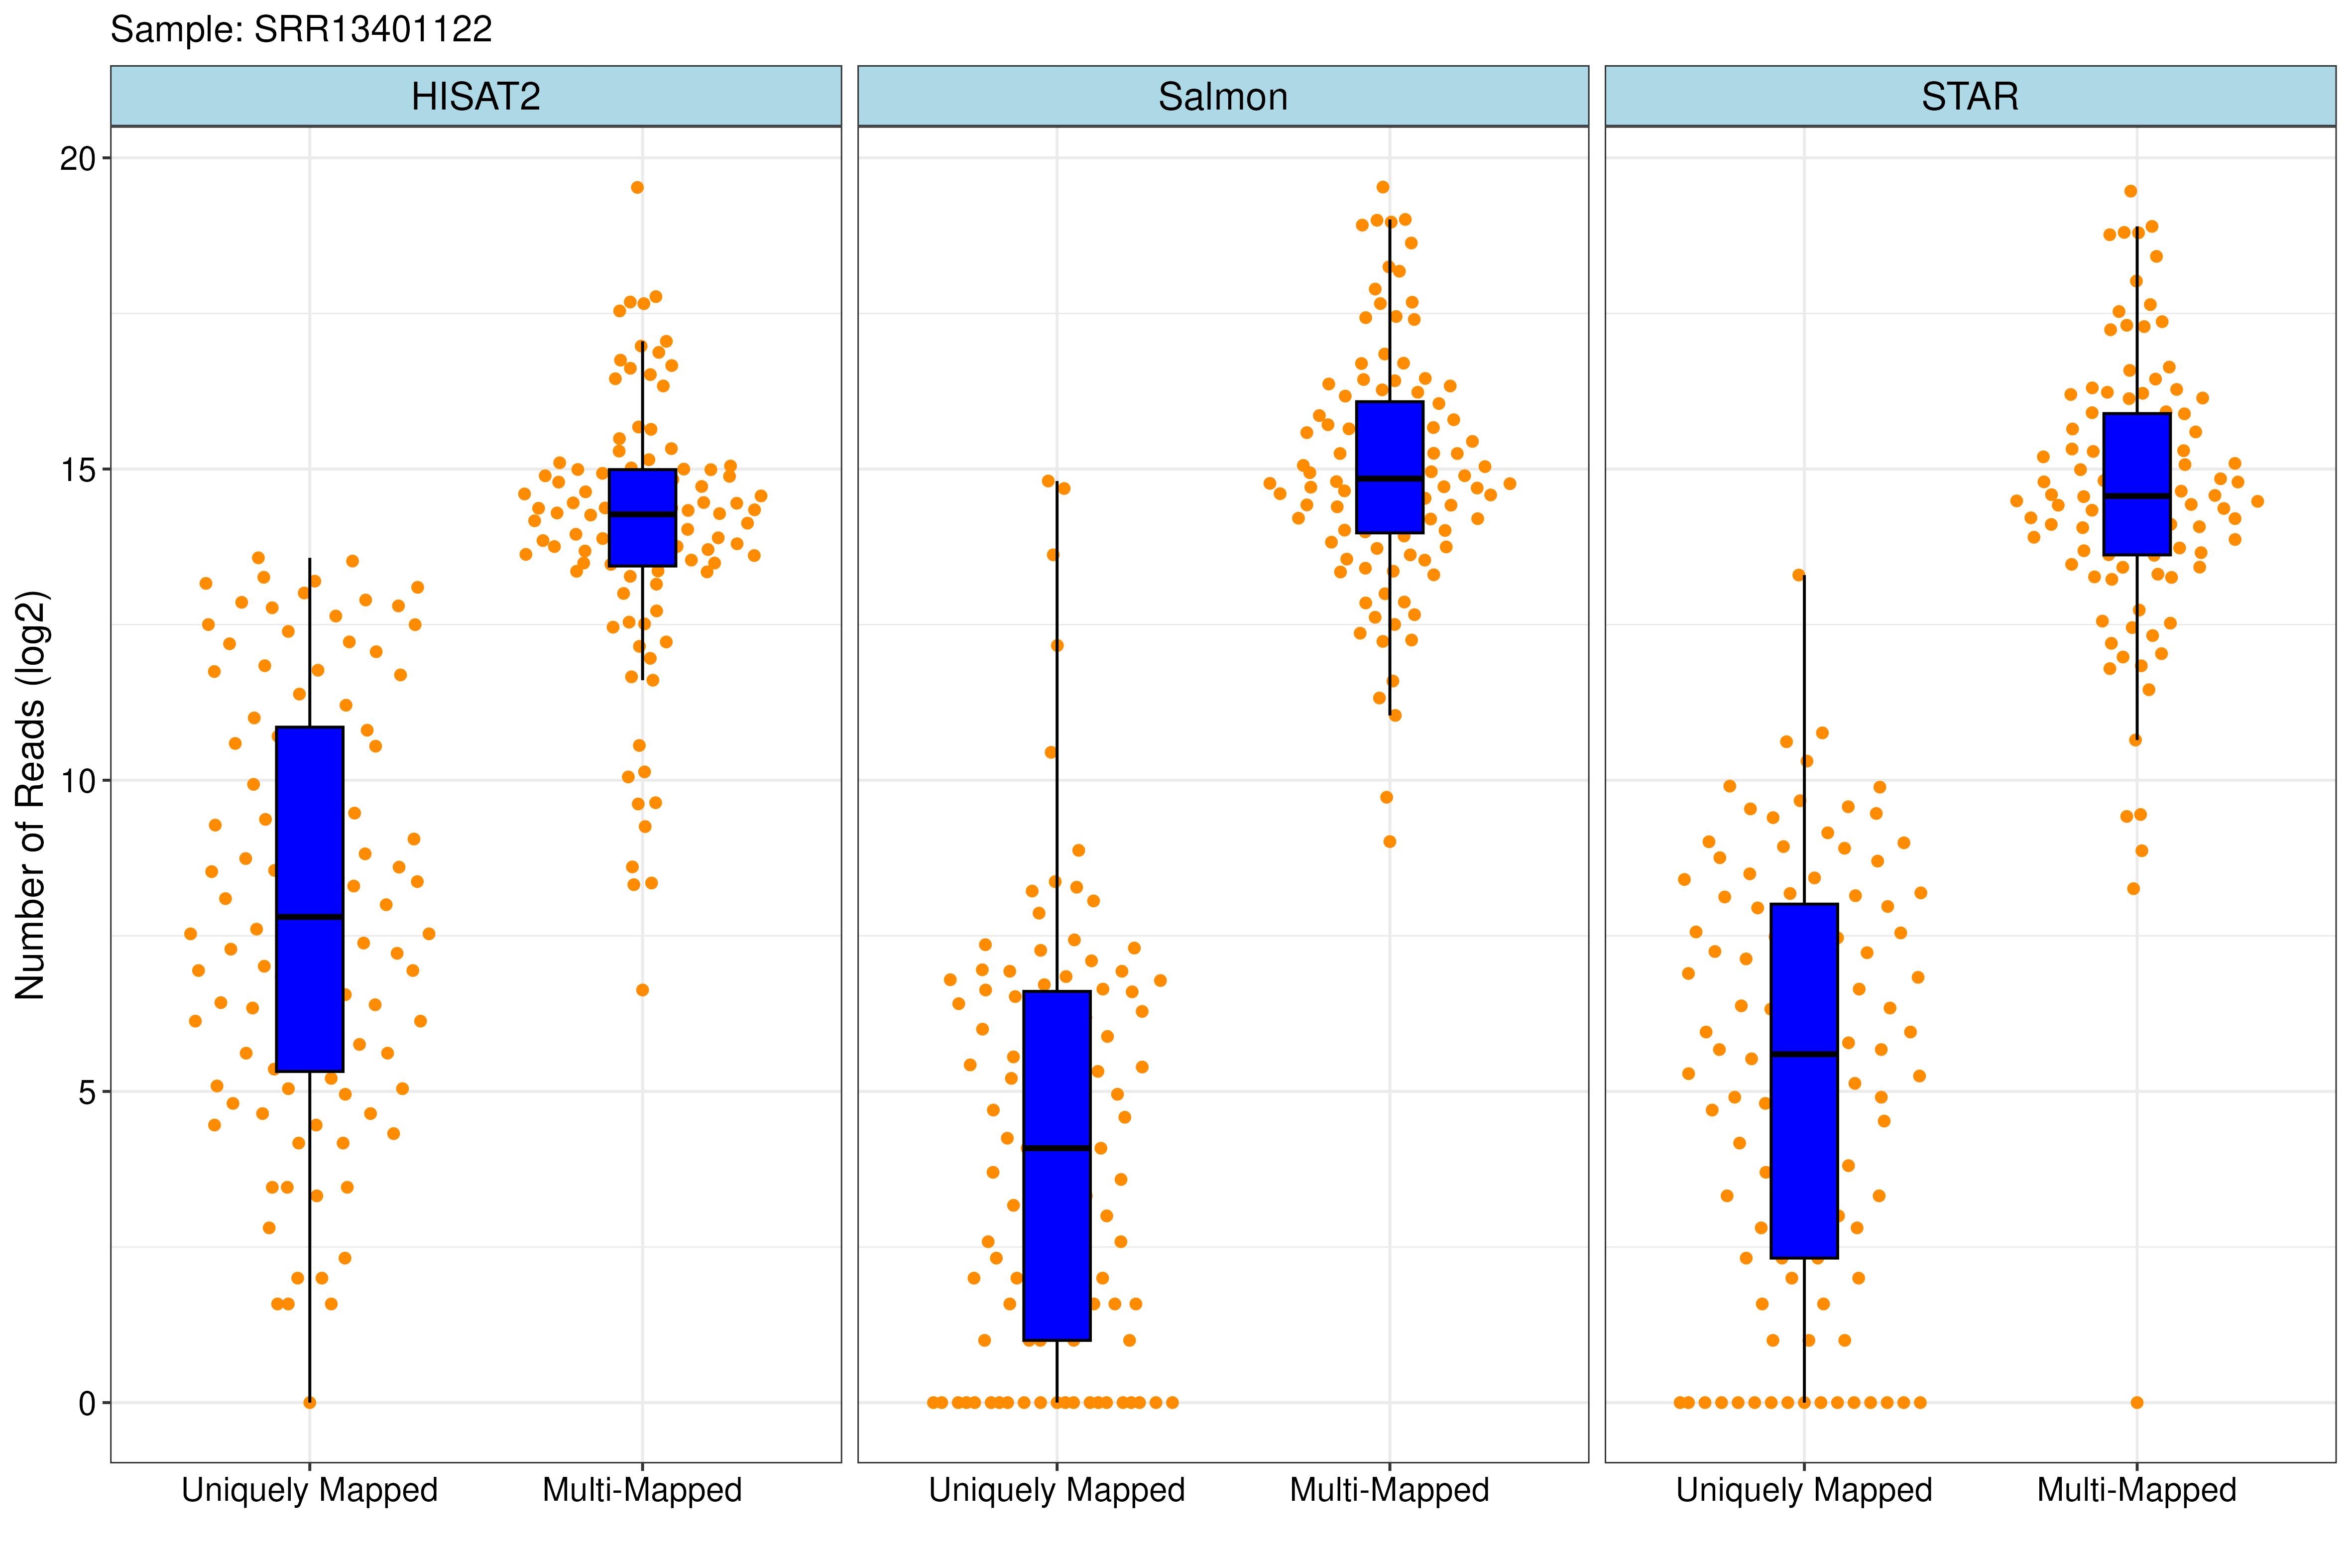 Sample: SRR13401122
HISAT2
Salmon
STAR
Number of Reads (log2)
20
15
10
5
0
Uniquely Mapped
Multi-Mapped
Uniquely Mapped
Multi-Mapped
Uniquely Mapped
Multi-Mapped